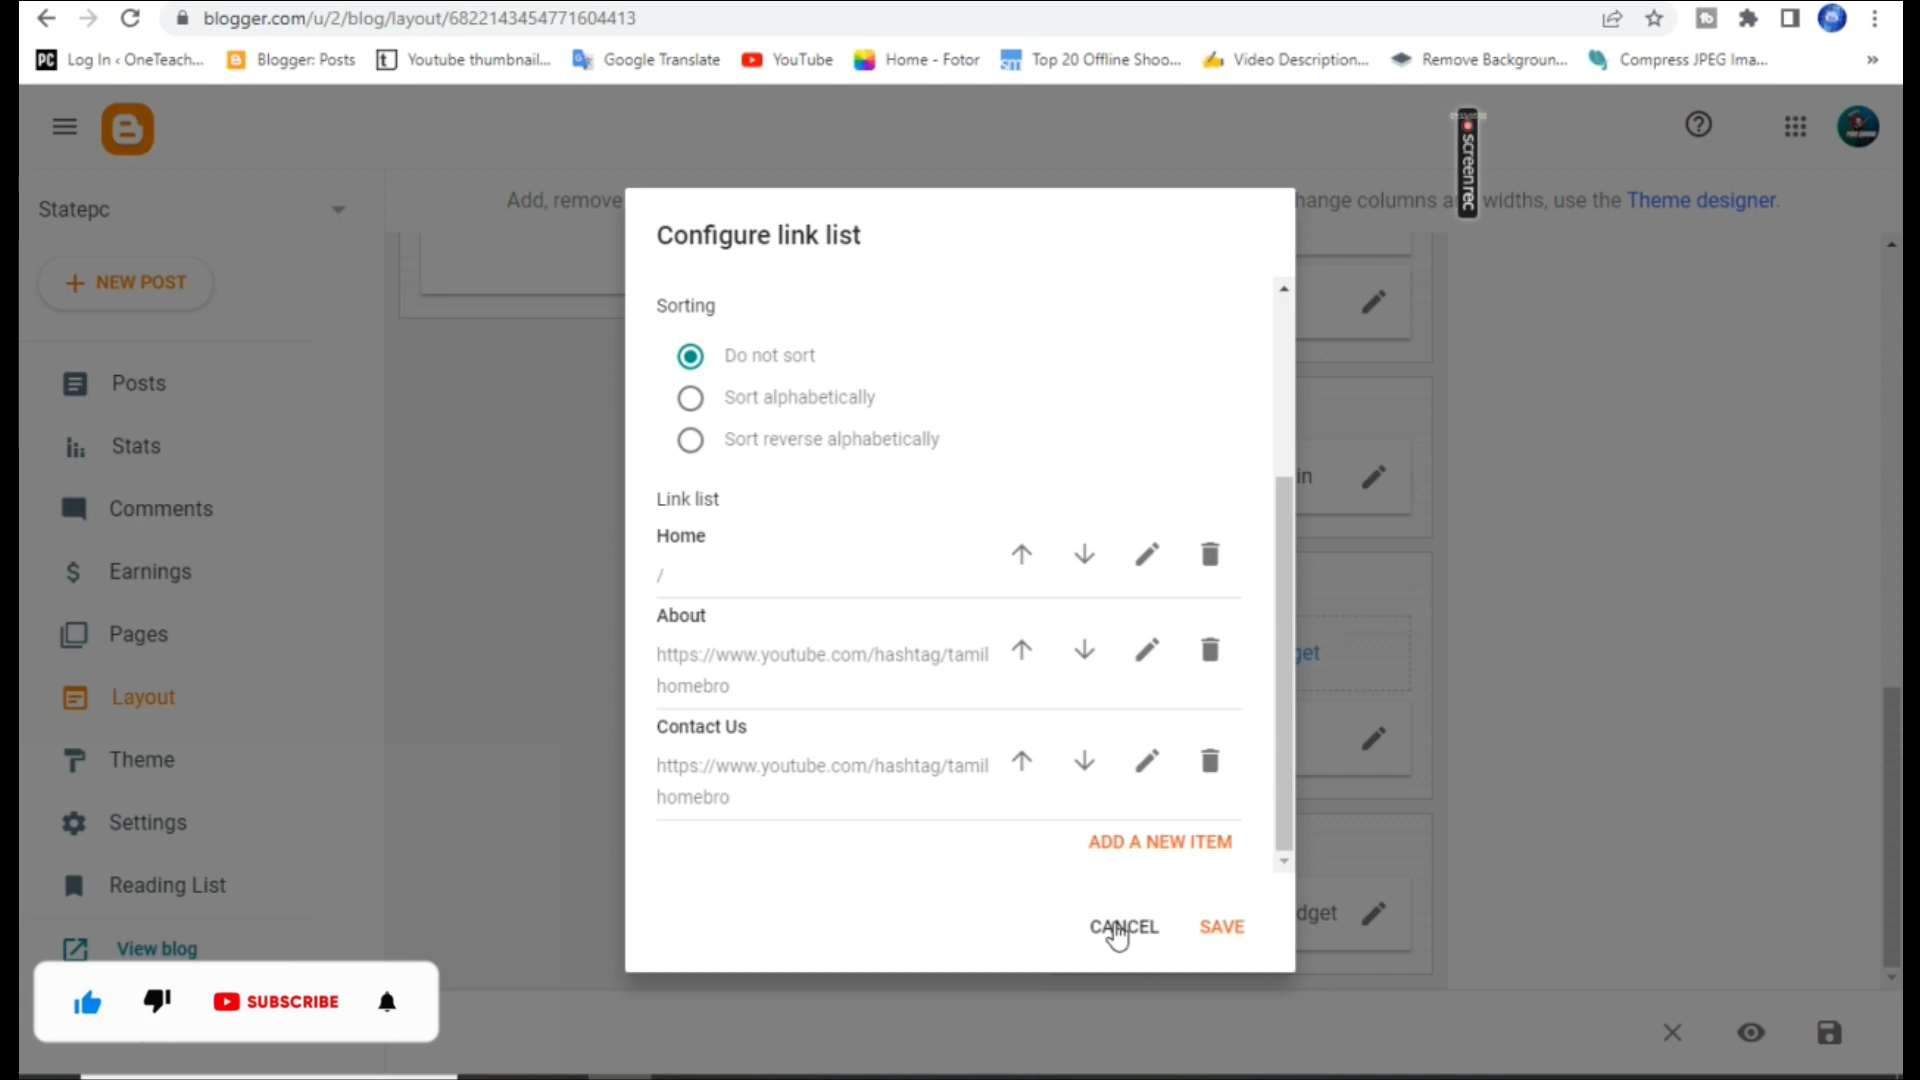 blogger.com/u/2/blog/layout/6822143454771604413
PC Log In ‹ OneTeach... Blogger: Posts t Youtube thumbnail... Google Translate YouTube Home - Fotor Top 20 Offline Shoo... Video Description... Remove Backgroun... Compress JPEG Ima... »
screenrec
Statepc
Add, remove
hange columns a
widths, use the Theme designer.
NEW POST
Posts
Stats
Comments
Earnings
Pages
Layout
Theme
Settings
Reading List
View blog
Configure link list
Sorting
Do not sort
Sort alphabetically
Sort reverse alphabetically
Link list
Home
/
About
https://www.youtube.com/hashtag/tamil
homebro
Contact Us
https://www.youtube.com/hashtag/tamil
homebro
ADD A NEW ITEM
CANCEL SAVE
in
get
dget
SUBSCRIBE